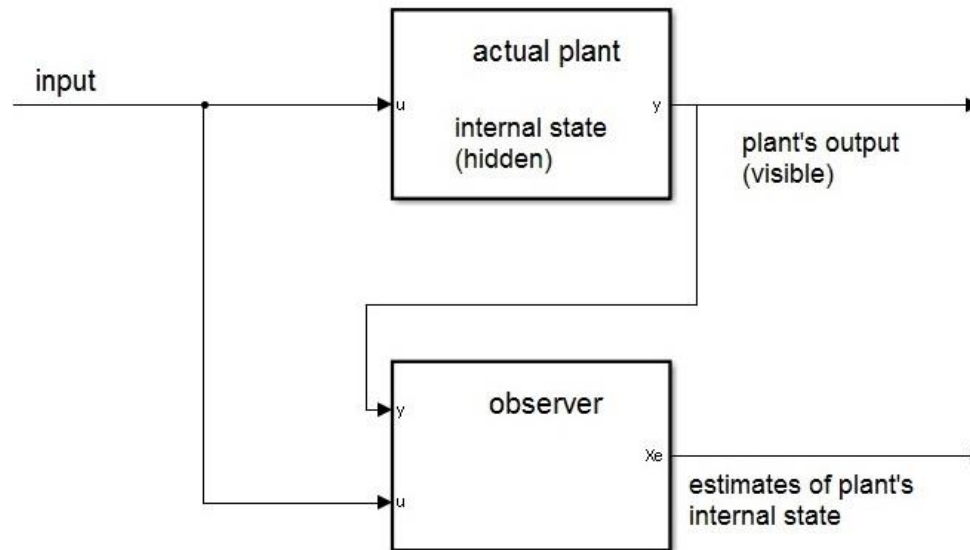 actual plant
input
u
y
internal state
(hidden)
plant's output
(visible)
observer
y
Xe
u
estimates of plant's
internal state